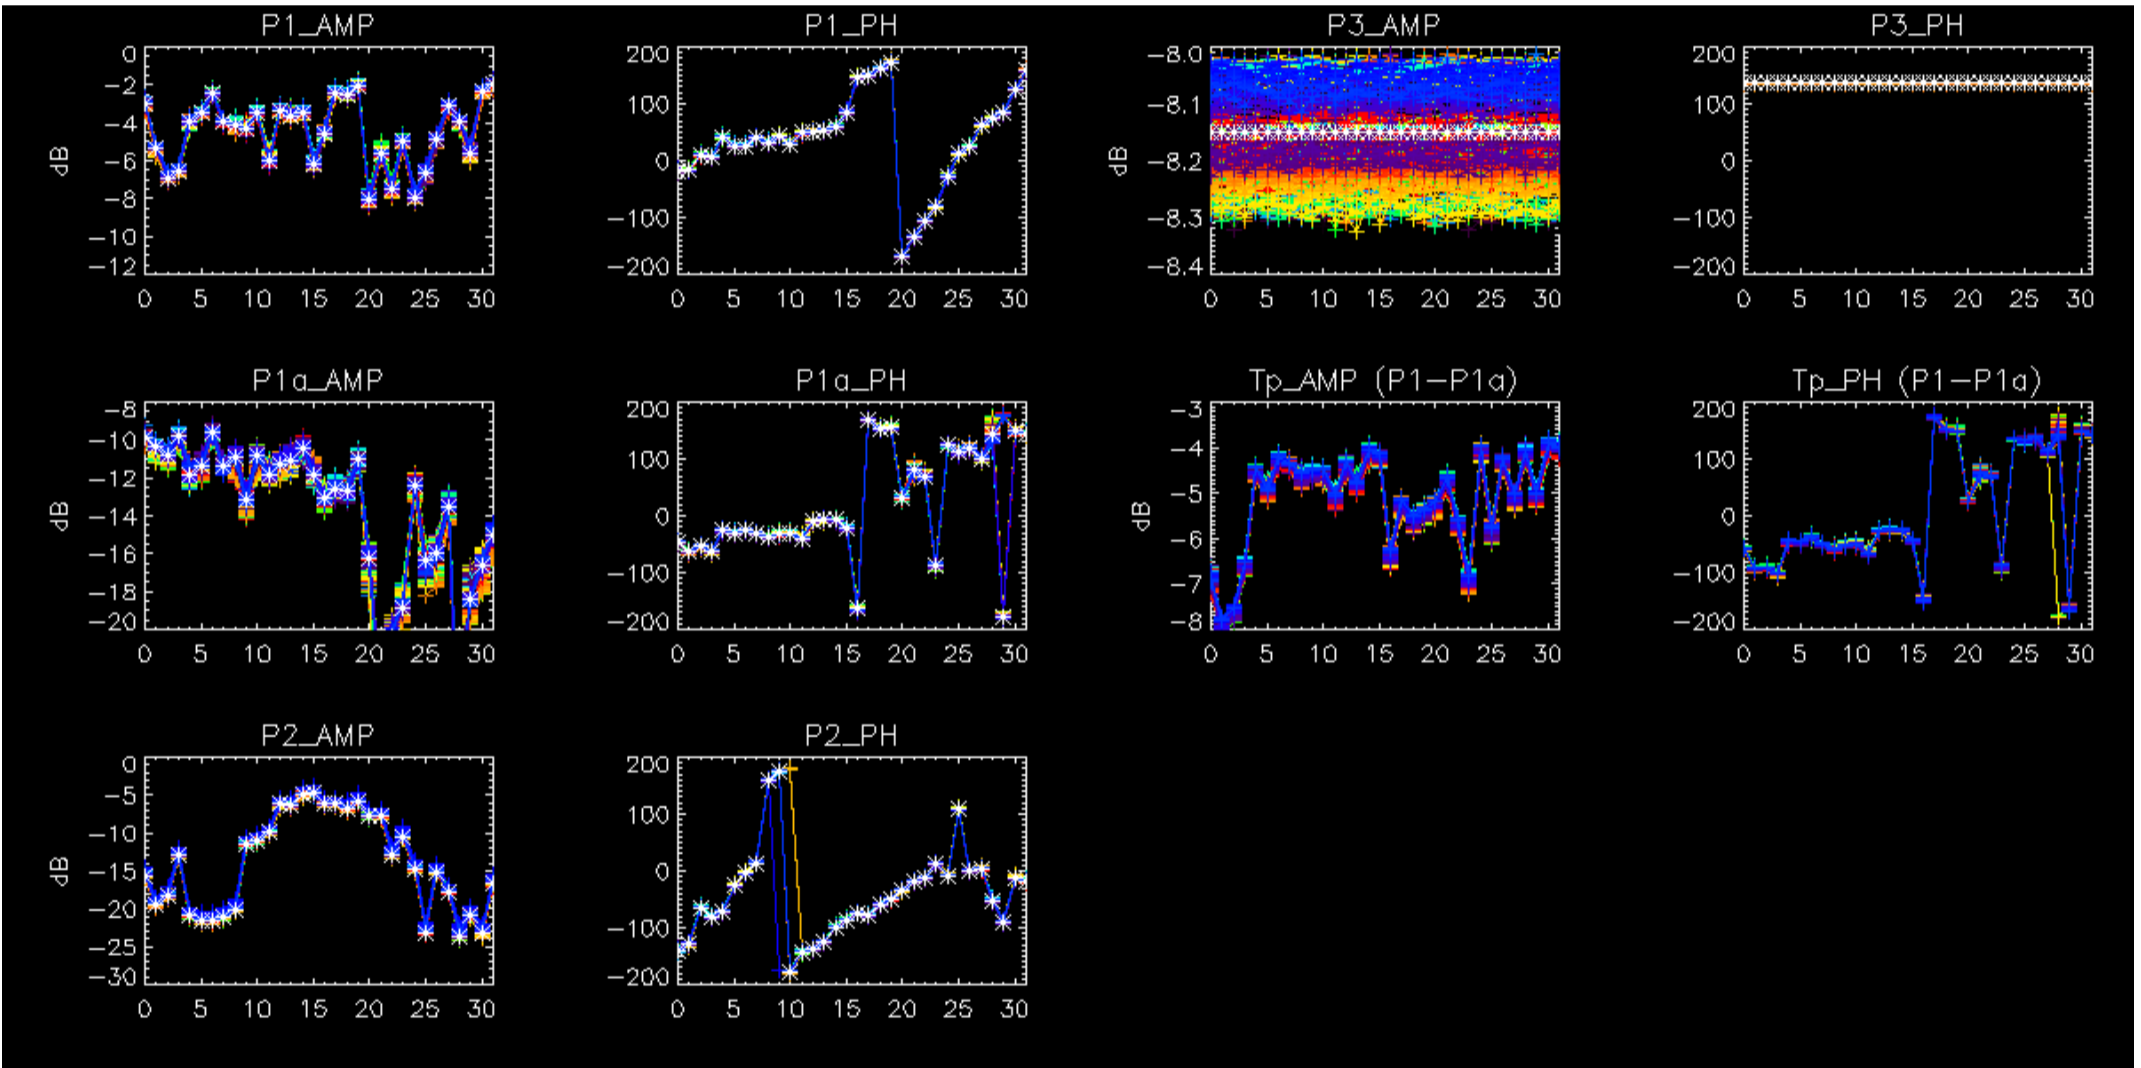 P1_AMP
P1_PH
P3_AMP
P3_PH
0
−2
−4
−6
−8
−10
−12
dB
0 5 10 15 20 25 30
200
100
0
−100
−200
0 5 10 15 20 25 30
−8.0
−8.1
−8.2
−8.3
−8.4
dB
0 5 10 15 20 25 30
200
100
0
−100
−200
0 5 10 15 20 25 30
P1a_AMP
P1a_PH
Tp_AMP (P1−P1a)
Tp_PH (P1−P1a)
−8
−10
−12
−14
−16
−18
−20
dB
0 5 10 15 20 25 30
200
100
0
−100
−200
0 5 10 15 20 25 30
−3
−4
−5
−6
−7
−8
dB
0 5 10 15 20 25 30
200
100
0
−100
−200
0 5 10 15 20 25 30
P2_AMP
P2_PH
0
−5
−10
−15
−20
−25
−30
dB
0 5 10 15 20 25 30
200
100
0
−100
−200
0 5 10 15 20 25 30